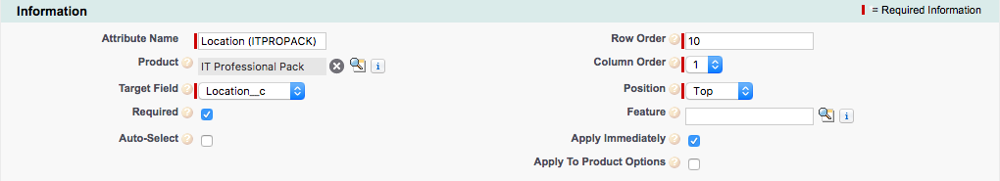 Information
= Required Information
Attribute Name Location (ITPROPACK)
Row Order ? 10
Product ? IT Professional Pack i
Column Order ? 1
Target Field ? Location__c
Position ? Top
Required ?
Feature ? i
Auto-Select ?
Apply Immediately ?
Apply To Product Options ?